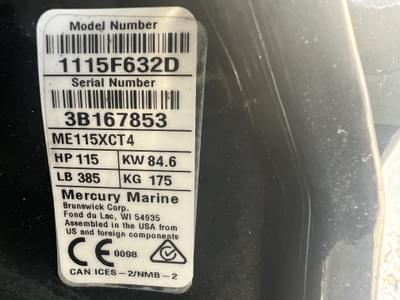 Model Number
1115F632D
Serial Number
3B167853
ME115XCT4
HP 115 KW 84.6
LB 385 KG 175
Mercury Marine
Brunswick Corp.
Fond du Lac, WI 54935
Assembled in the USA from
US and foreign components
CE 0098
CAN ICES-2/NMB-2